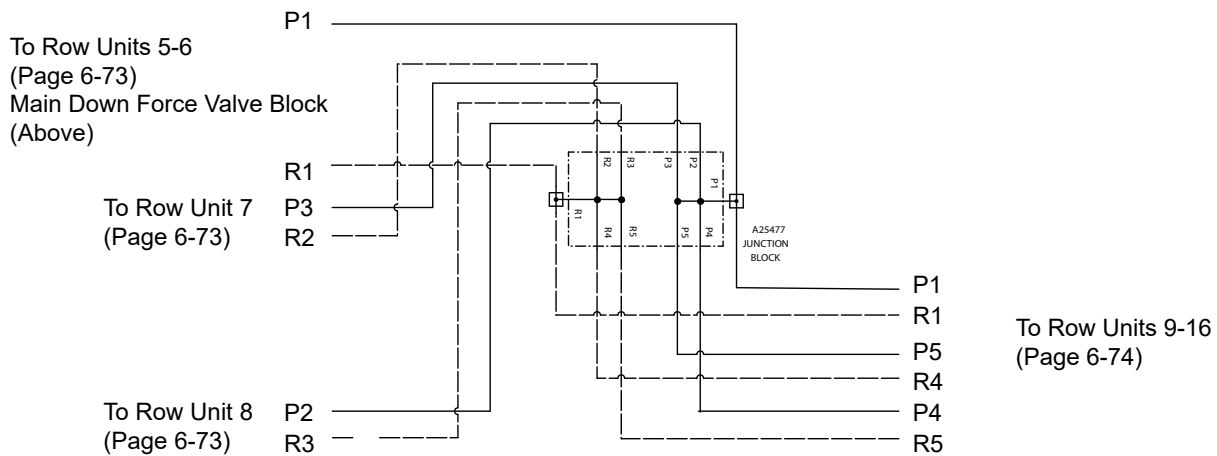 P1
To Row Units 5-6
(Page 6-73)
Main Down Force Valve Block
(Above)
R1
To Row Unit 7 P3
(Page 6-73) R2
R2 R3 P3 P2
P1
R1
R4 R5 P5 P4
A25477
JUNCTION
BLOCK
P1
R1
P5
R4
P4
R5
To Row Units 9-16
(Page 6-74)
To Row Unit 8 P2
(Page 6-73) R3